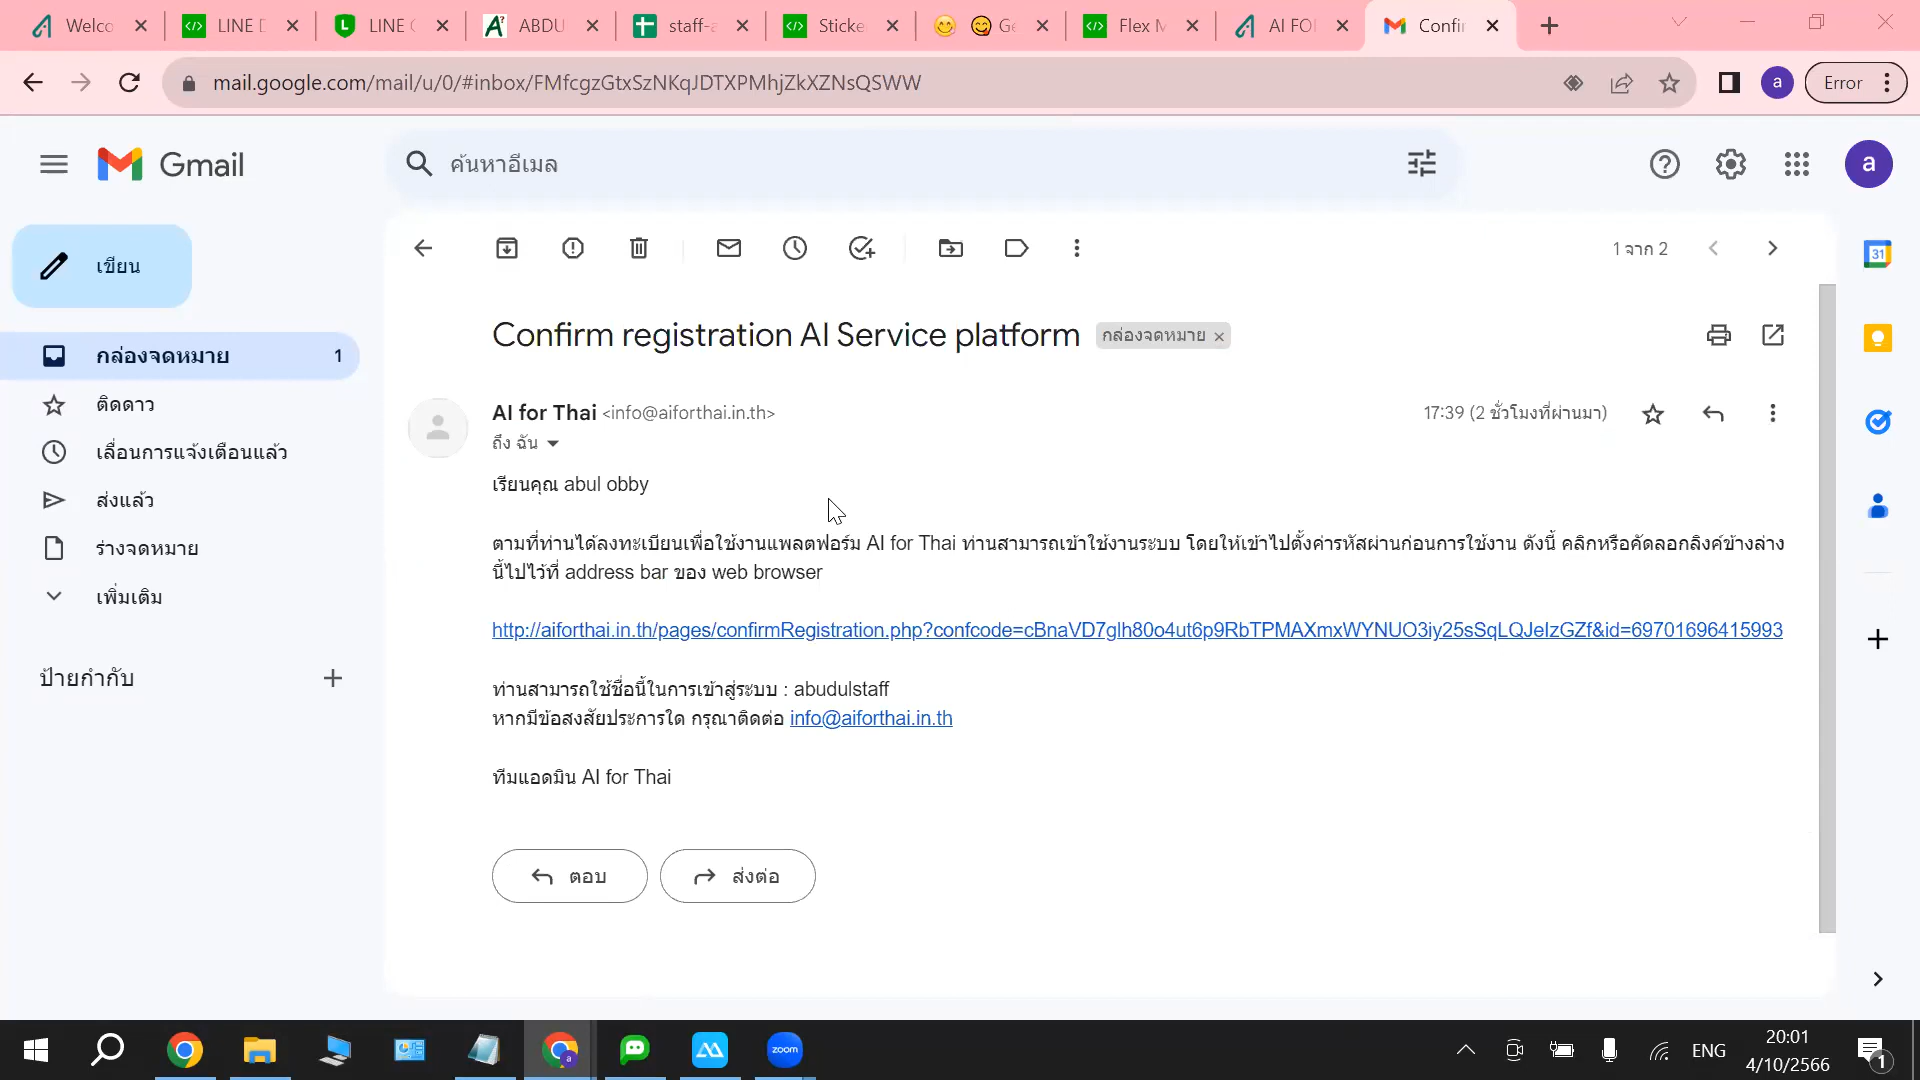 Welco
LINE D
LINE
ABDU
staff-a
Sticke
Ge
Flex M
AI FO
Confir
mail.google.com/mail/u/0/#inbox/FMfcgzGtxSzNKqJDTXPMhjZkXZNsQSWW
a
Error
Gmail
ค้นหาอีเมล
a
เขียน
1 จาก 2
31
Confirm registration AI Service platform
กล่องจดหมาย ×
กล่องจดหมาย 1
ติดดาว
เลื่อนการแจ้งเตือนแล้ว
ส่งแล้ว
ร่างจดหมาย
เพิ่มเติม
ป้ายกำกับ
AI for Thai <info@aiforthai.in.th>
17:39 (2 ชั่วโมงที่ผ่านมา)
ถึง ฉัน
เรียนคุณ abul obby
ตามที่ท่านได้ลงทะเบียนเพื่อใช้งานแพลตฟอร์ม AI for Thai ท่านสามารถเข้าใช้งานระบบ โดยให้เข้าไปตั้งค่ารหัสผ่านก่อนการใช้งาน ดังนี้ คลิกหรือคัดลอกลิงค์ข้างล่าง
นี้ไปไว้ที่ address bar ของ web browser
http://aiforthai.in.th/pages/confirmRegistration.php?confcode=cBnaVD7glh80o4ut6p9RbTPMAXmxWYNUO3iy25sSqLQJeIzGZf&id=69701696415993
ท่านสามารถใช้ชื่อนี้ในการเข้าสู่ระบบ : abudulstaff
หากมีข้อสงสัยประการใด กรุณาติดต่อ info@aiforthai.in.th
ทีมแอดมิน AI for Thai
ตอบ
ส่งต่อ
a
zoom
ENG
20:01
4/10/2566
1